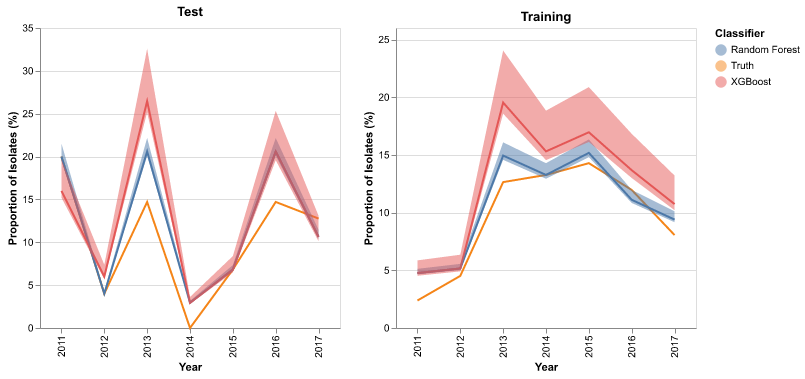 Test
Proportion of Isolates (%)
35
30
25
20
15
10
5
0
2011
2012
2013
2014
2015
2016
2017
Year
Training
Proportion of Isolates (%)
25
20
15
10
5
0
2011
2012
2013
2014
2015
2016
2017
Year
Classifier
Random Forest
Truth
XGBoost